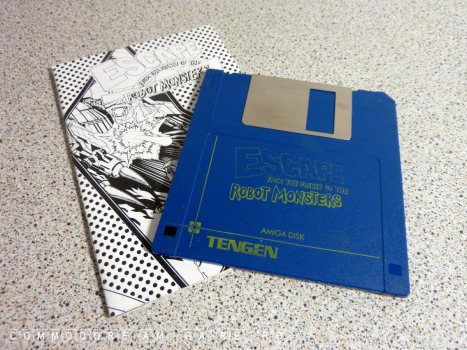 ESCAPE
FROM THE PLANET OF THE
ROBOT MONSTERS
ESCAPE
FROM THE PLANET OF THE
ROBOT MONSTERS
AMIGA DISK
TENGEN
COMMODORE AMIGA RETRO